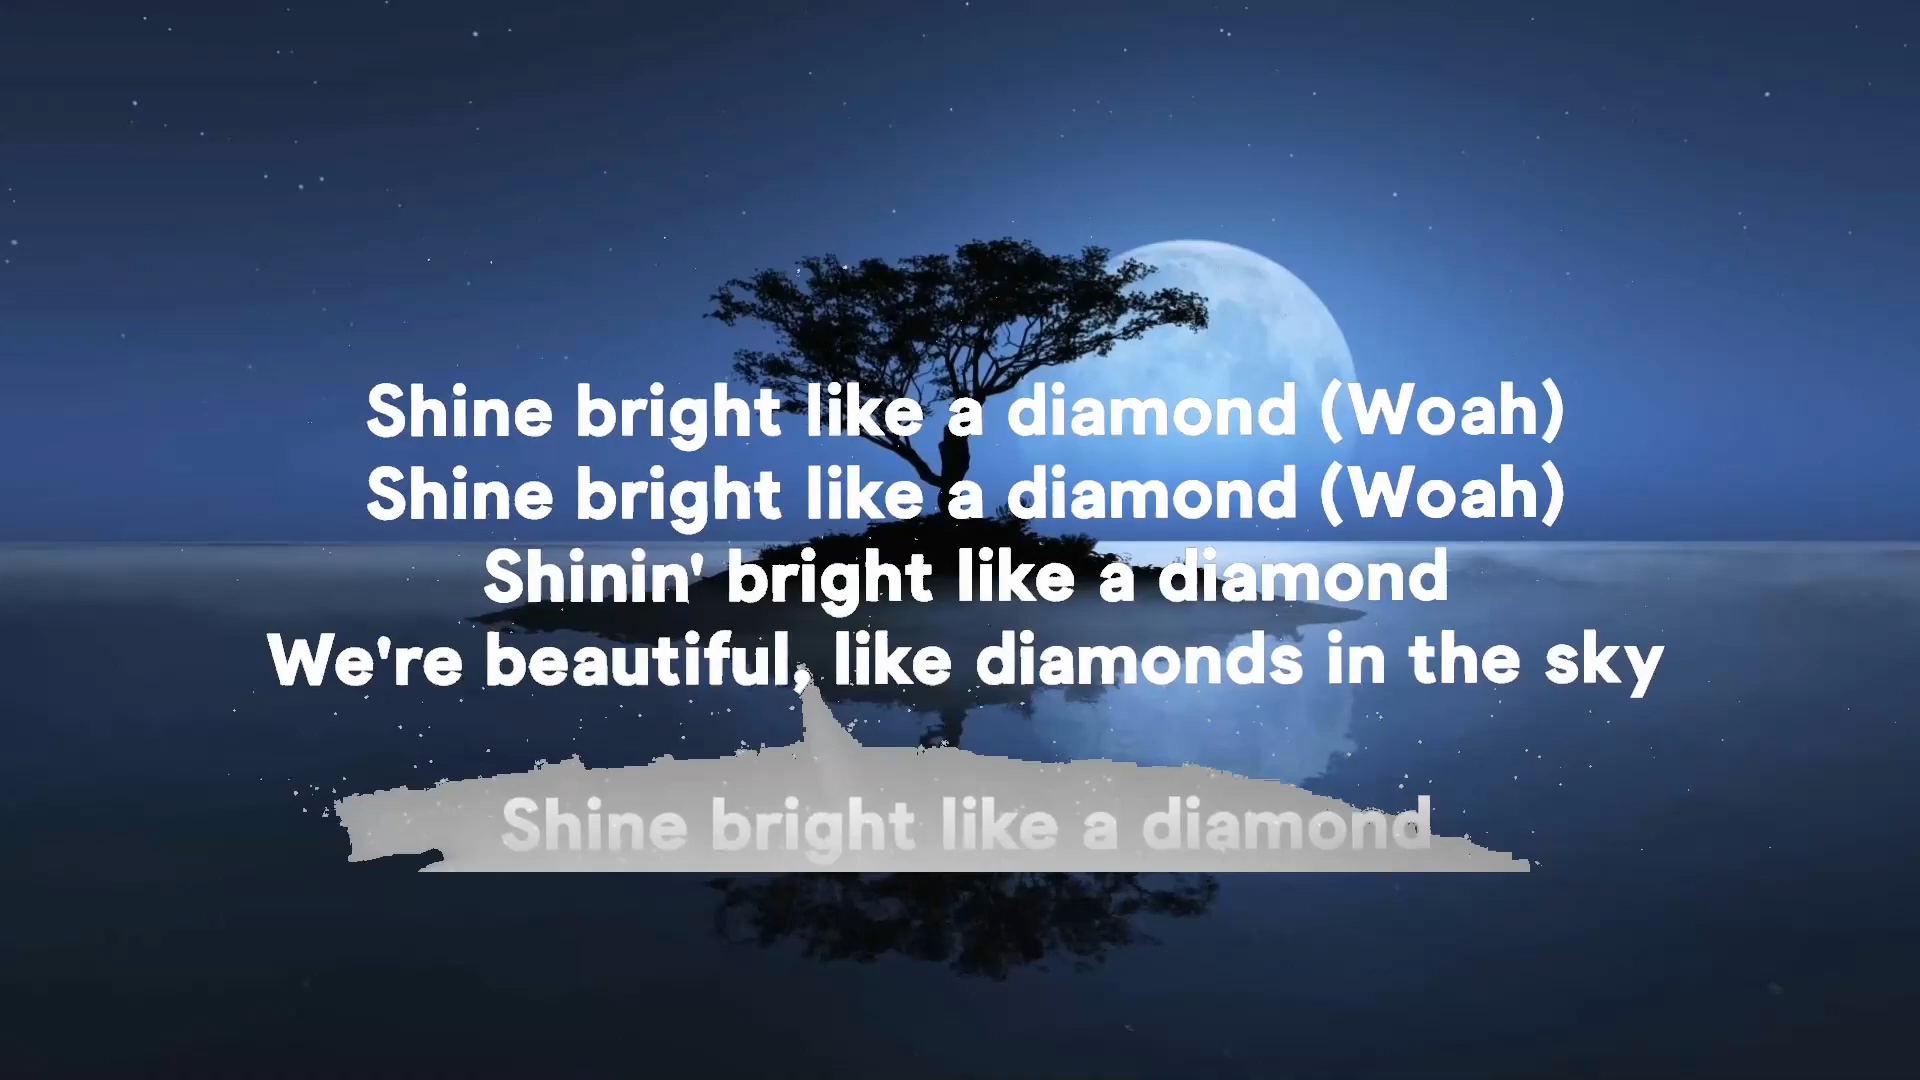 Shine bright like a diamond (Woah)
Shine bright like a diamond (Woah)
Shinin' bright like a diamond
We're beautiful, like diamonds in the sky
Shine bright like a diamond